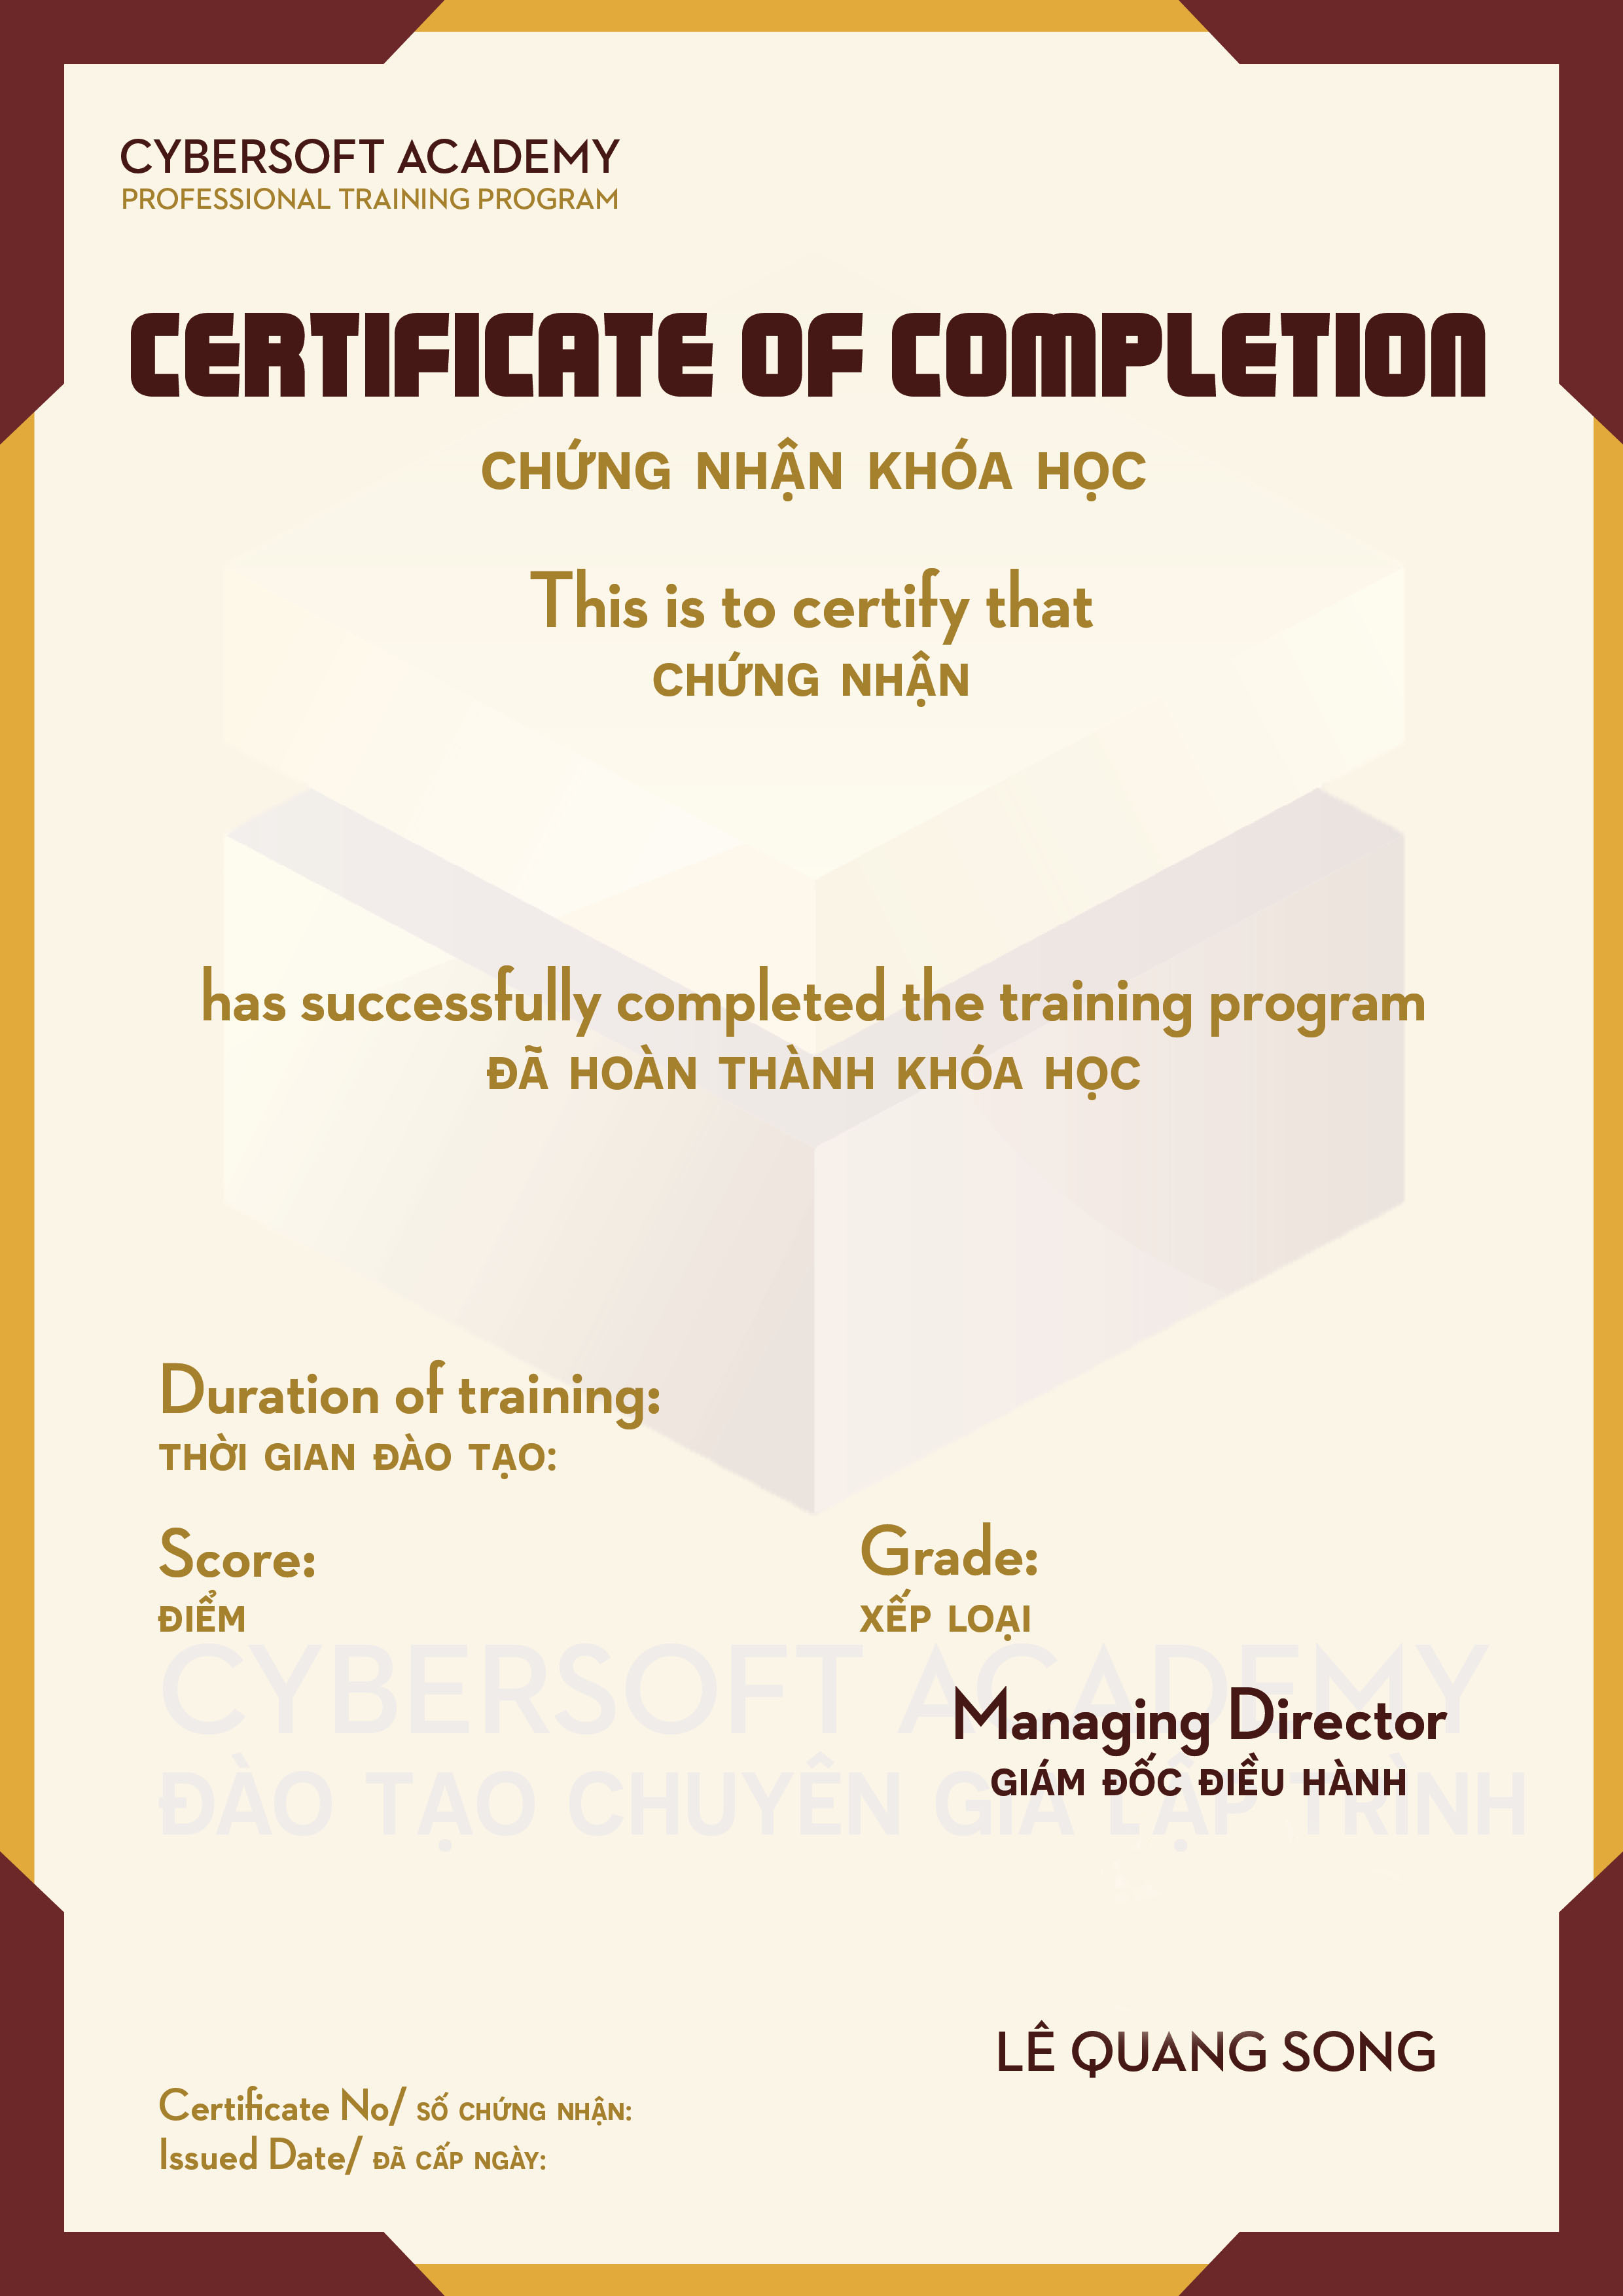 CYBERSOFT ACADEMY
PROFESSIONAL TRAINING PROGRAM
CERTIFICATE OF COMPLETION
CHỨNG NHẬN KHÓA HỌC
This is to certify that
CHỨNG NHẬN
has successfully completed the training program
ĐÃ HOÀN THÀNH KHÓA HỌC
Duration of training:
THỜI GIAN ĐÀO TẠO:
Score:
ĐIỂM
Grade:
XẾP LOẠI
CYBERSOFT ACADEMY
ĐÀO TẠO CHUYÊN GIA LẬP TRÌNH
Managing Director
GIÁM ĐỐC ĐIỀU HÀNH
LÊ QUANG SONG
Certificate No/ SỐ CHỨNG NHẬN:
Issued Date/ ĐÃ CẤP NGÀY: